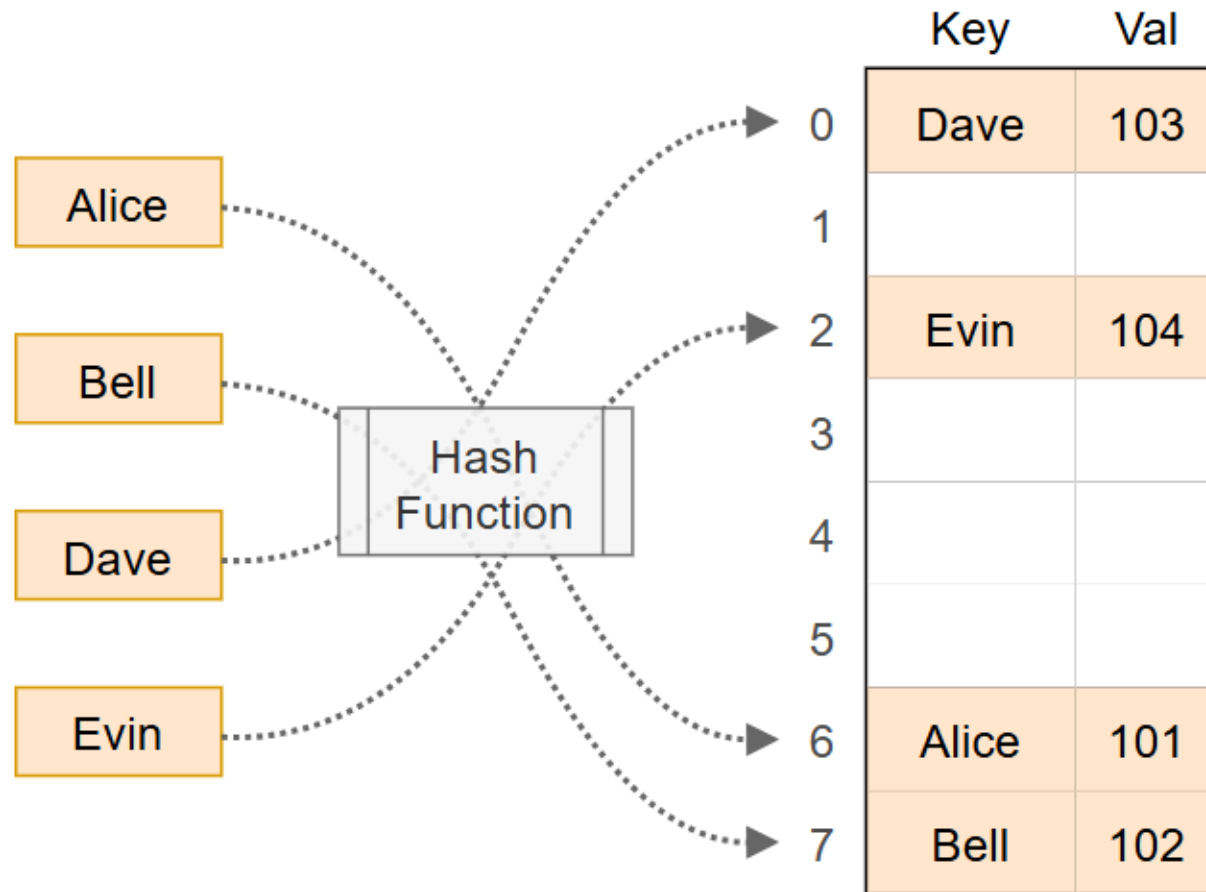 Key Val
0 Dave 103
Alice
1
2 Evin 104
Bell
3
Hash
Function
4
Dave
5
Evin
6 Alice 101
7 Bell 102